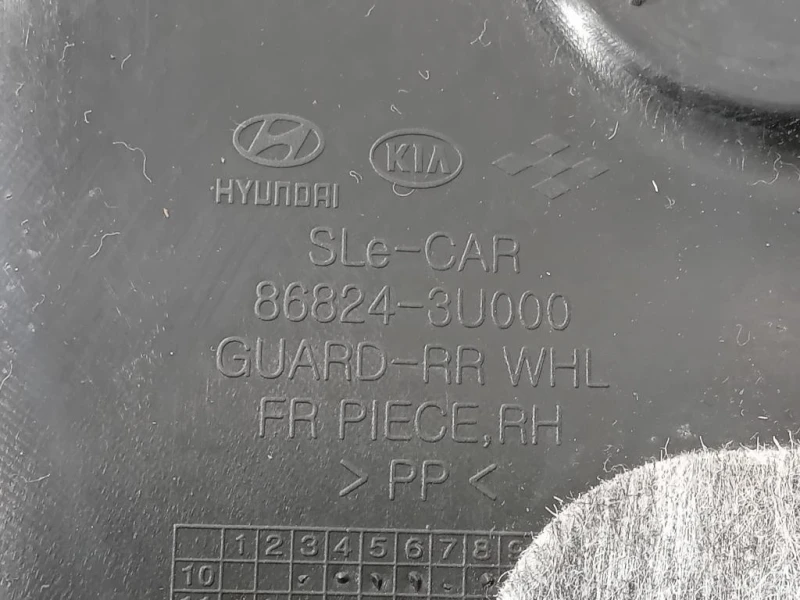 HYUNDAI
KIA
SLe-CAR
86824-3U000
GUARD-RR WHL
FR PIECE,RH
> PP <
1 2 3 4 5 6 7 8 9
10